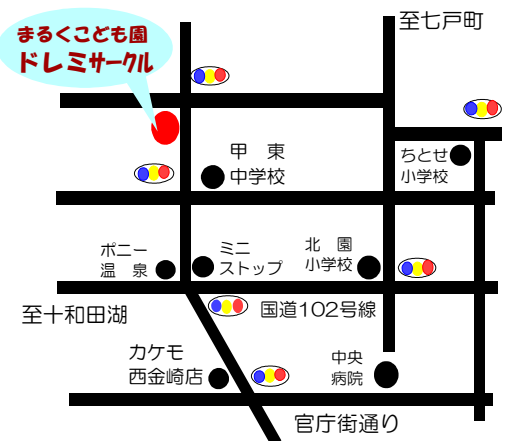 まるくこども園
ドレミサークル
至七戸町
甲　東
中学校
ちとせ
小学校
ポニー
温　泉
ミニ
ストップ
北　園
小学校
至十和田湖
国道102号線
カケモ
西金崎店
中央
病院
官庁街通り